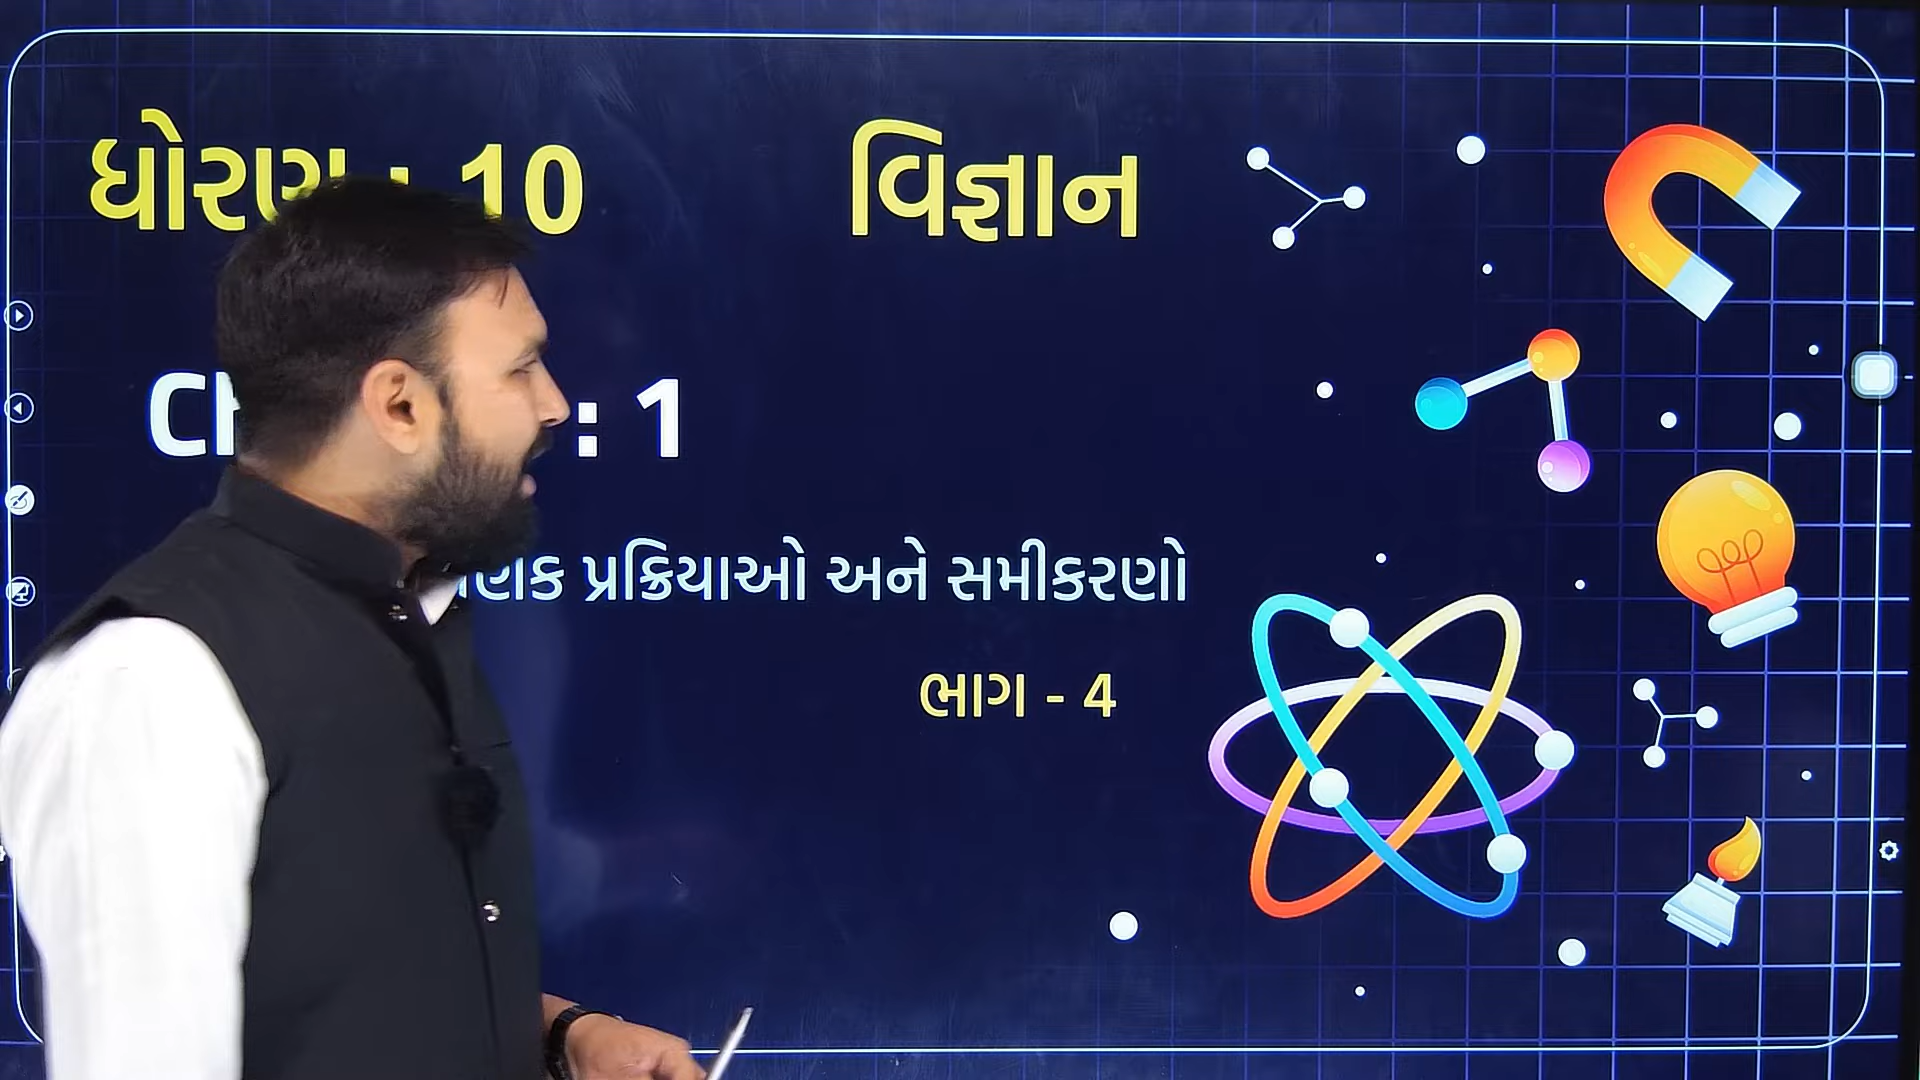 ધોરણ : 10 વિજ્ઞાન
: 1
પ્રક્રિયાઓ અને સમીકરણો
ભાગ - 4